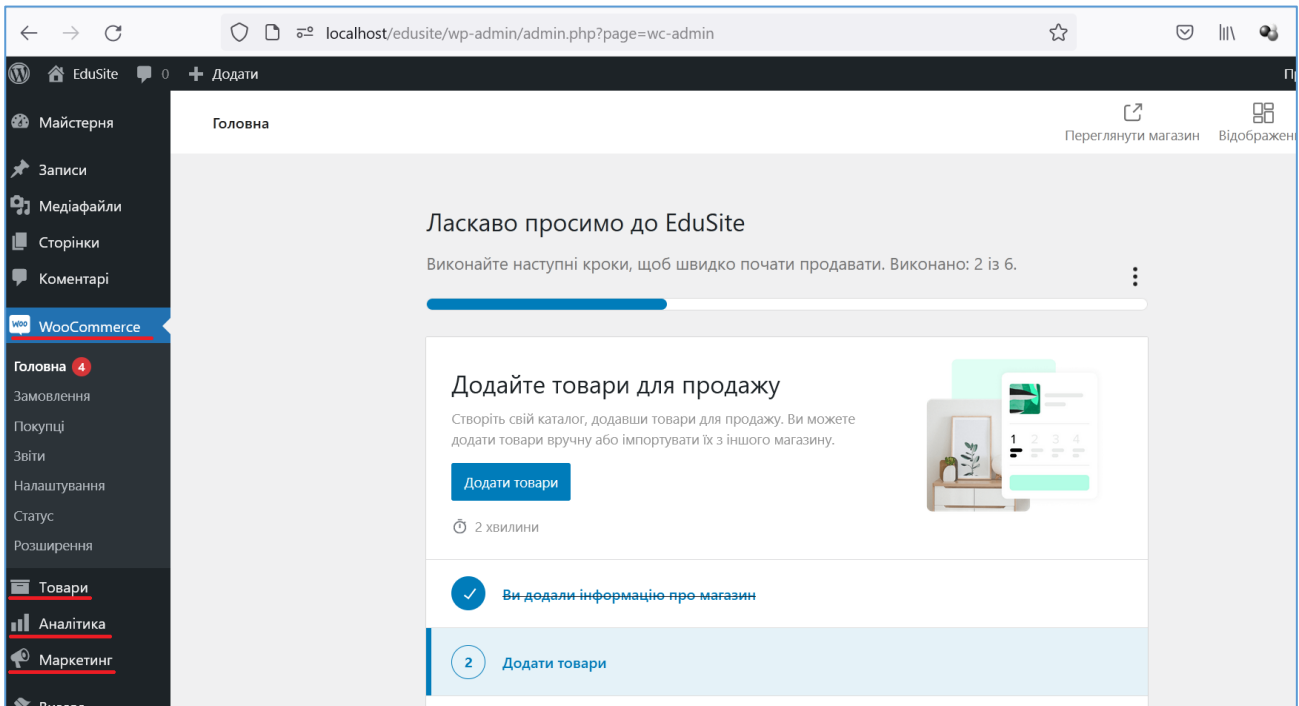 localhost/edusite/wp-admin/admin.php?page=wc-admin
EduSite 0 Додати
Майстерня
Записи
Медіафайли
Сторінки
Коментарі
WooCommerce
Головна 4
Замовлення
Покупці
Звіти
Налаштування
Статус
Розширення
Товари
Аналітика
Маркетинг
Головна
Переглянути магазин
Ласкаво просимо до EduSite
Виконайте наступні кроки, щоб швидко почати продавати. Виконано: 2 із 6.
Додайте товари для продажу
Створіть свій каталог, додавши товари для продажу. Ви можете
додати товари вручну або імпортувати їх з іншого магазину.
1 2 3 4
Додати товари
2 хвилини
Ви додали інформацію про магазин
2 Додати товари